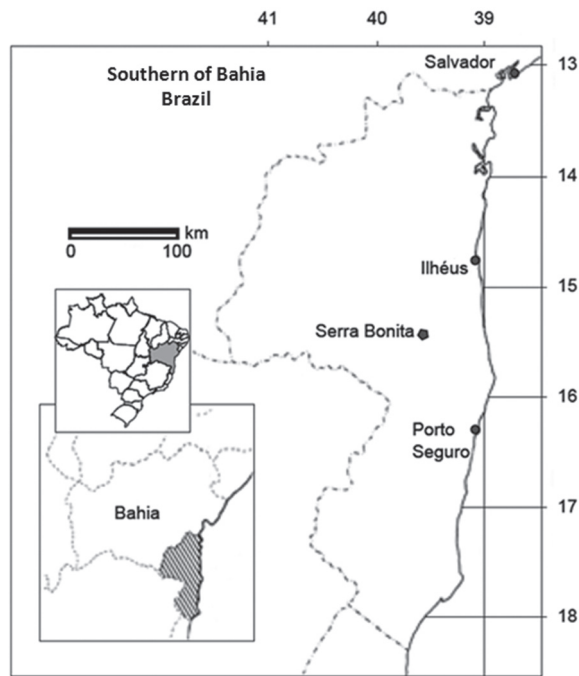 41 40 39
Southern of Bahia
Brazil
Salvador
13
14
km
0 100
Ilhéus
15
Serra Bonita
16
Porto
Seguro
Bahia
17
18